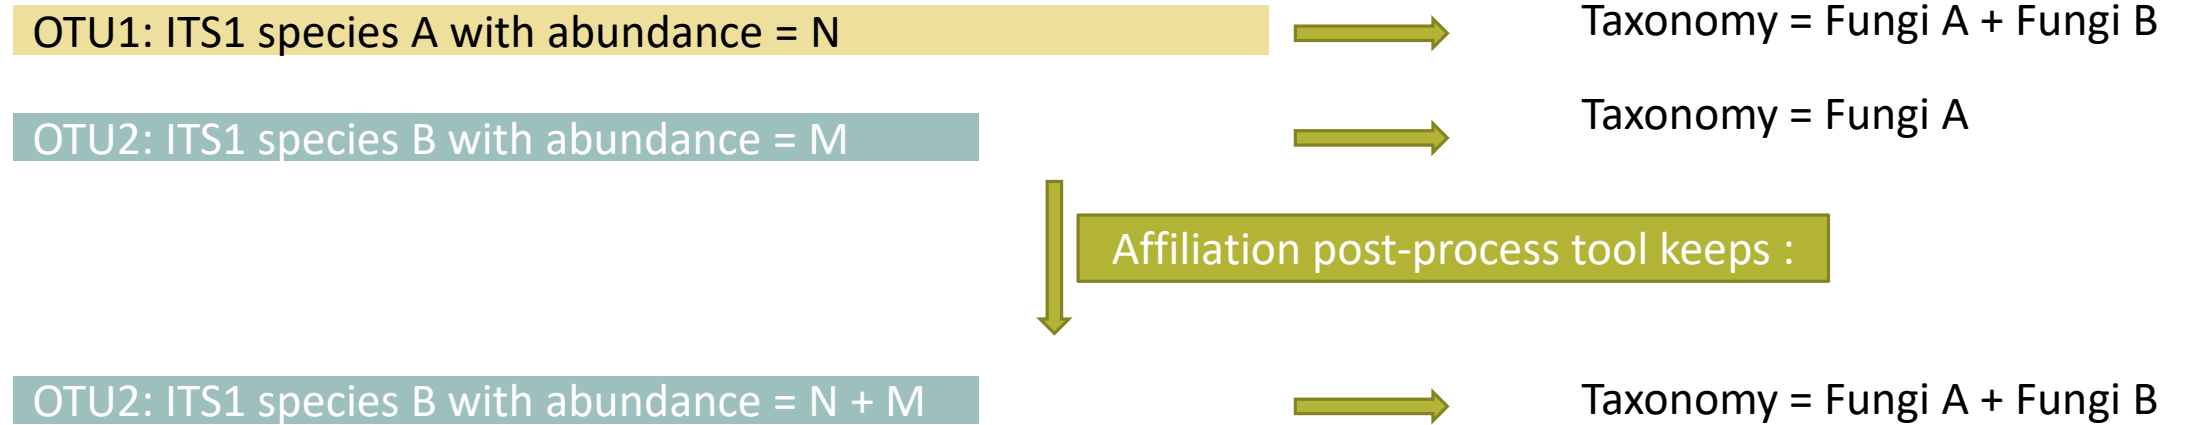 OTU1: ITS1 species A with abundance = N
Taxonomy = Fungi A + Fungi B
OTU2: ITS1 species B with abundance = M
Taxonomy = Fungi A
Affiliation post-process tool keeps :
OTU2: ITS1 species B with abundance = N + M
Taxonomy = Fungi A + Fungi B